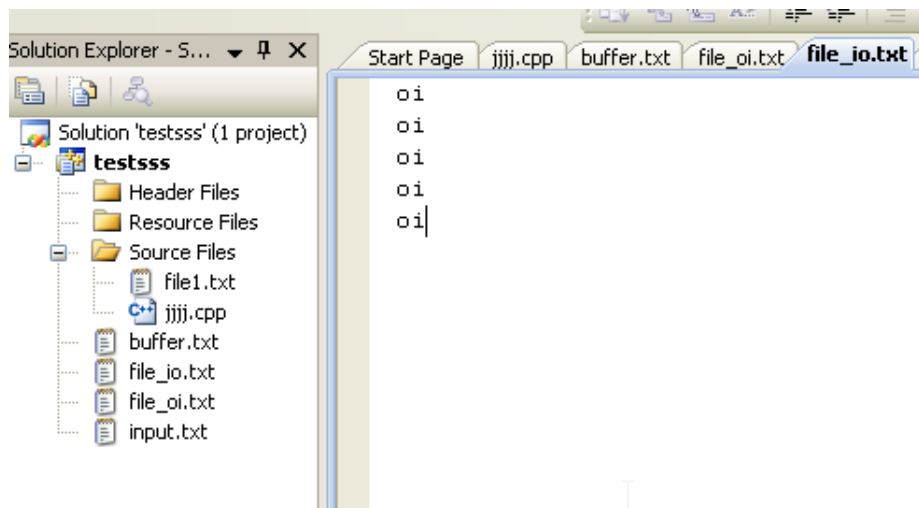 Solution Explorer - S...
Start Page jjjj.cpp buffer.txt file_oi.txt file_io.txt
Solution 'testsss' (1 project)
testsss
Header Files
Resource Files
Source Files
file1.txt
jjjj.cpp
buffer.txt
file_io.txt
file_oi.txt
input.txt
oi
oi
oi
oi
oi